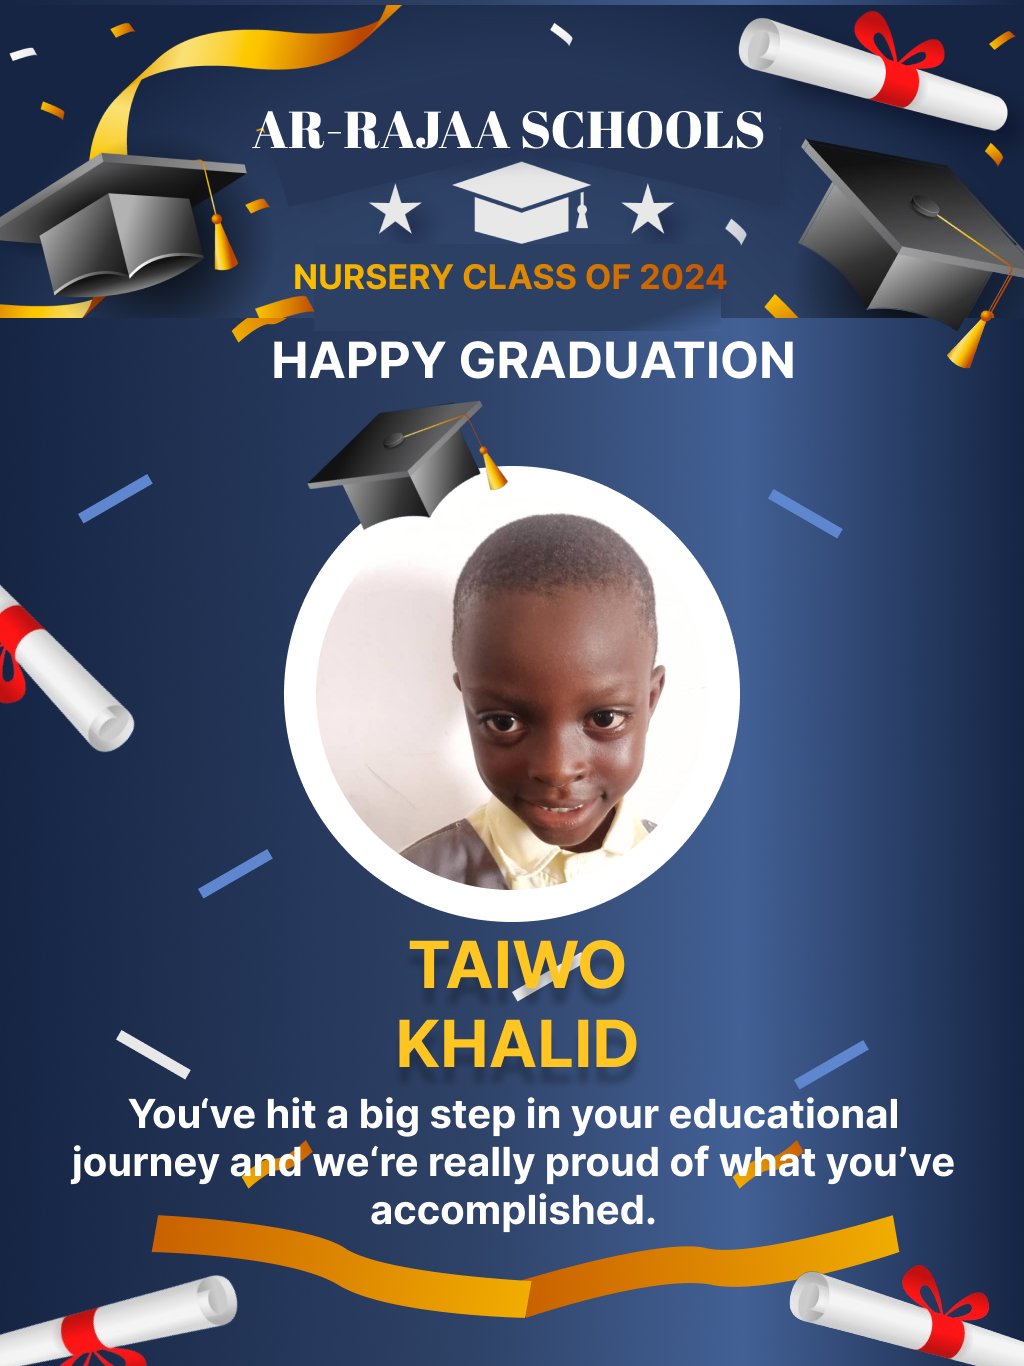 AR-RAJAA SCHOOLS
NURSERY CLASS OF 2024
HAPPY GRADUATION
TAIWO
KHALID
You‘ve hit a big step in your educational
journey and we‘re really proud of what you’ve
accomplished.